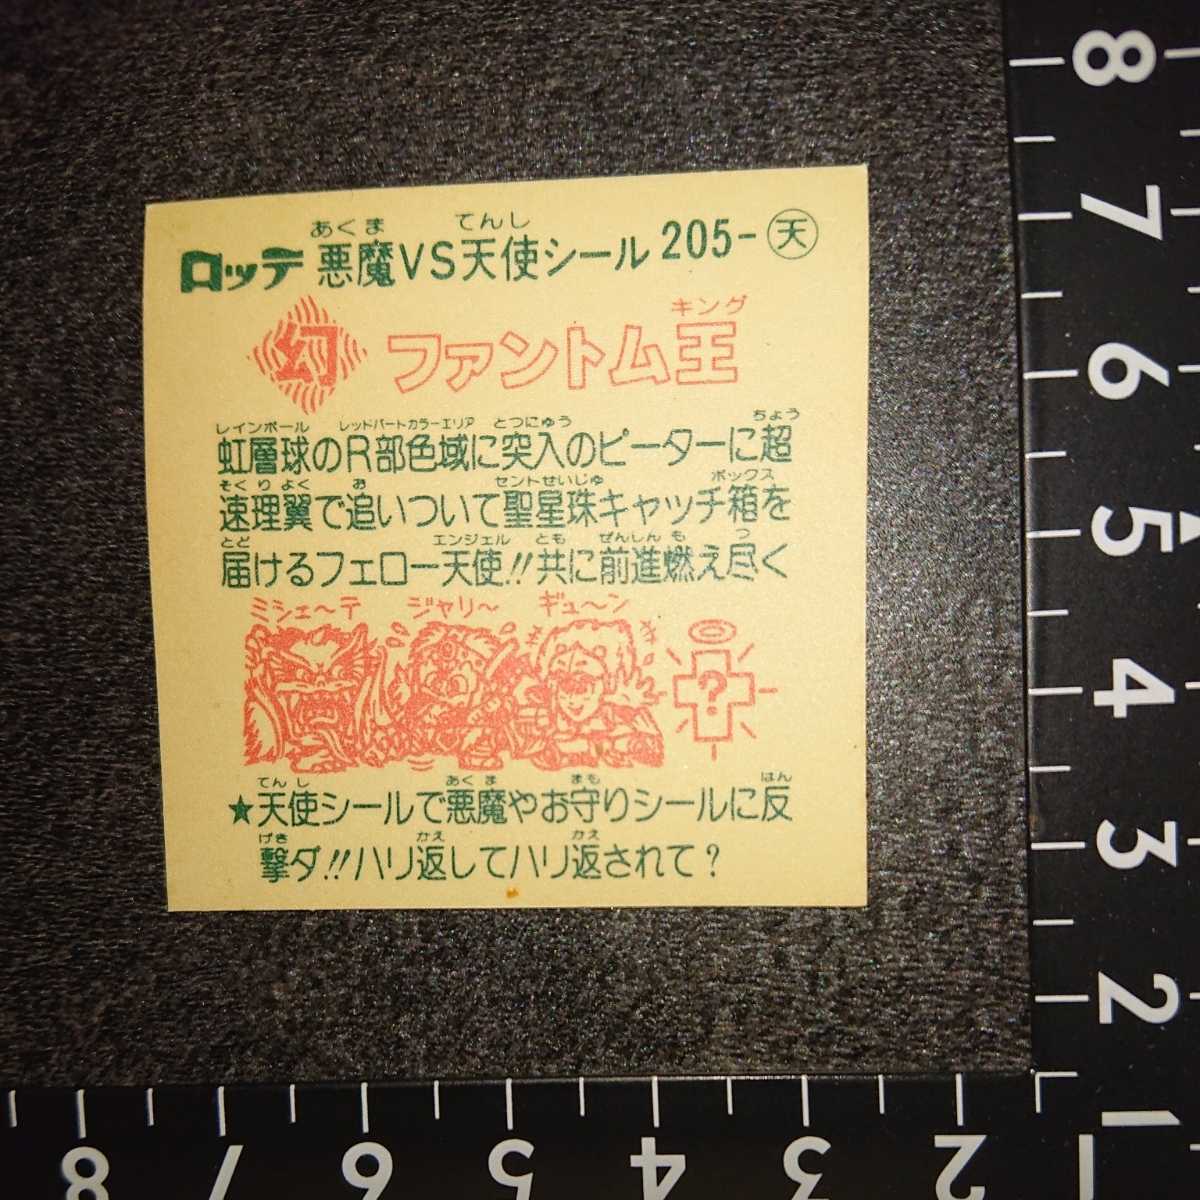 あくま てんし
ロッテ 悪魔VS天使シール 205-天
キング
幻 ファントム王
レインボール レッドパートカラーエリア とつにゅう ちょう
虹層球のR部色域に突入のピーターに超
そくりよく お セントせいじゅ ボックス
速理翼で追いついて聖星珠キャッチ箱を
とど エンジェル とも ぜんしんも つ
届けるフェロー天使!!共に前進燃え尽く
ミシェ〜テ ジャリ〜 ギュ〜ン
?
てんし あくま まも はん
★天使シールで悪魔やお守りシールに反
げき かえ かえ
撃ダ!!ハリ返してハリ返されて?
8
7
6
5
4
3
2
1
8 7 6 5 4 3 2 1